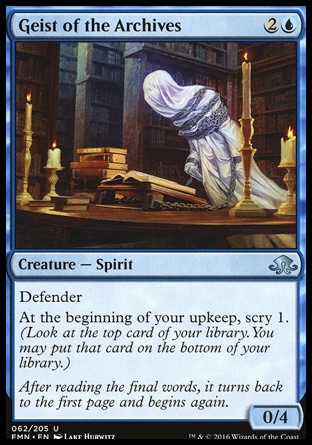 Geist of the Archives 2
Creature — Spirit
Defender
At the beginning of your upkeep, scry 1.
(Look at the top card of your library. You
may put that card on the bottom of your
library.)
After reading the final words, it turns back
to the first page and begins again.
0/4
062/205 U
EMN • EN Lake Hurwitz
™ & © 2016 Wizards of the Coast